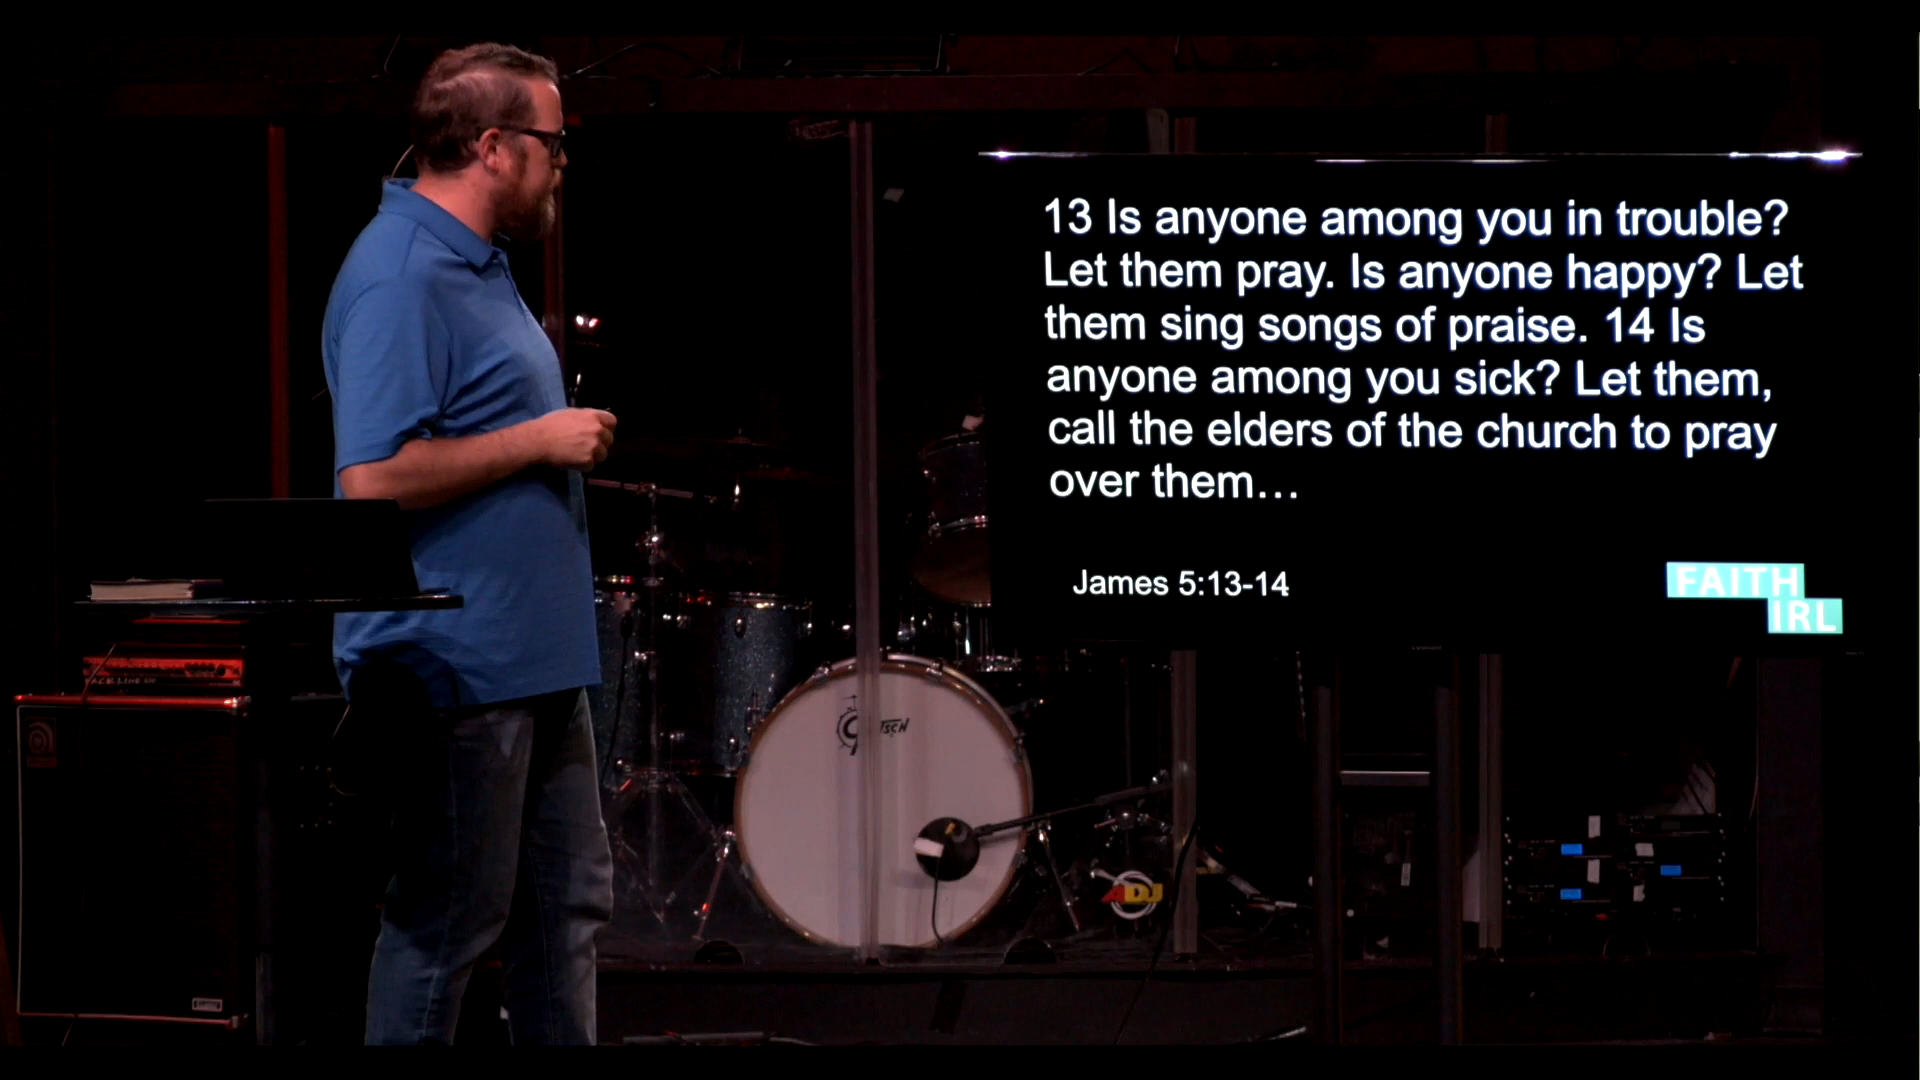 13 Is anyone among you in trouble?
Let them pray. Is anyone happy? Let
them sing songs of praise. 14 Is
anyone among you sick? Let them,
call the elders of the church to pray
over them…
James 5:13-14
FAITH
IRL
ADJ